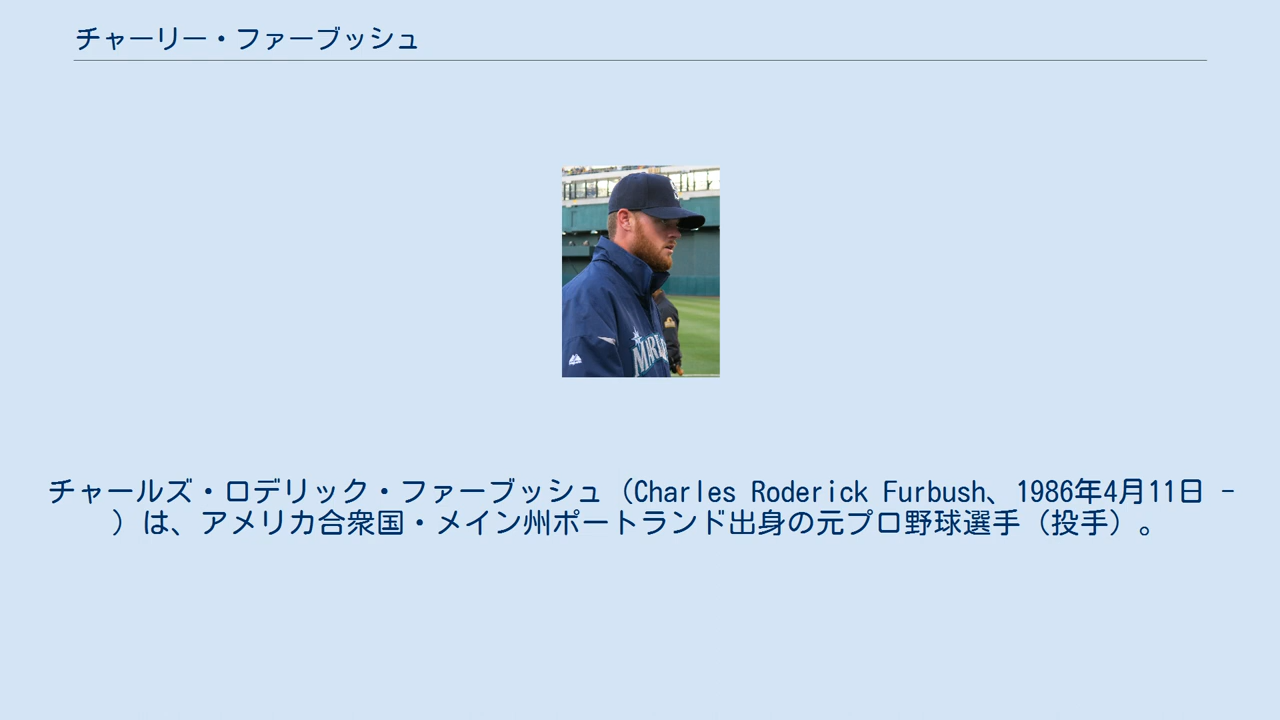 チャーリー・ファーブッシュ
チャールズ・ロデリック・ファーブッシュ（Charles Roderick Furbush、1986年4月11日 -
）は、アメリカ合衆国・メイン州ポートランド出身の元プロ野球選手（投手）。